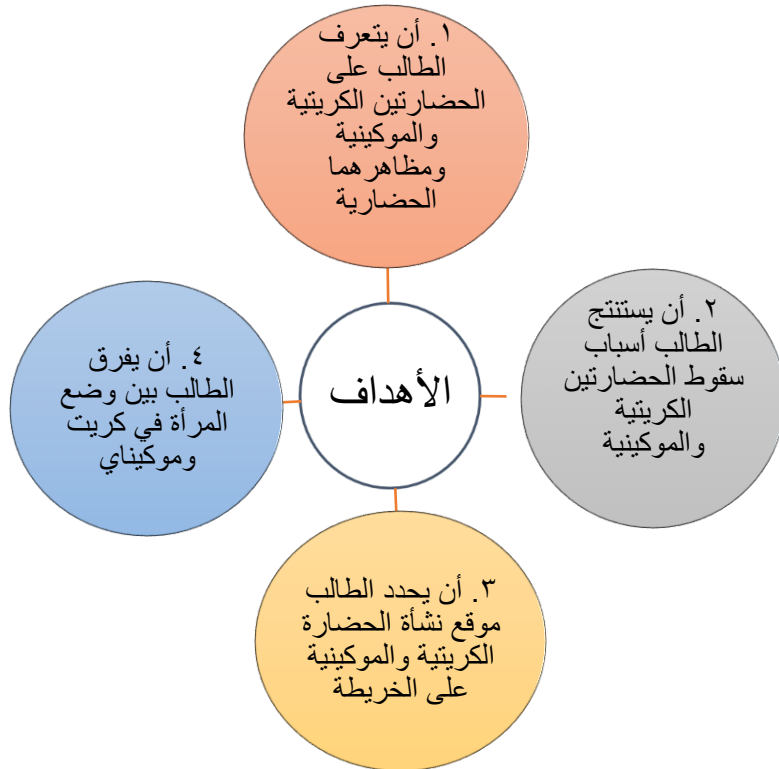 ١. أن يتعرف
الطالب على
الحضارتين الكريتية
والموكينية
ومظاهرهما
الحضارية
٢. أن يستنتج
الطالب أسباب
سقوط الحضارتين
الكريتية
والموكينية
٤. أن يفرق
الطالب بين وضع
المرأة في كريت
وموكيناي
الأهداف
٣. أن يحدد الطالب
موقع نشأة الحضارة
الكريتية والموكينية
على الخريطة